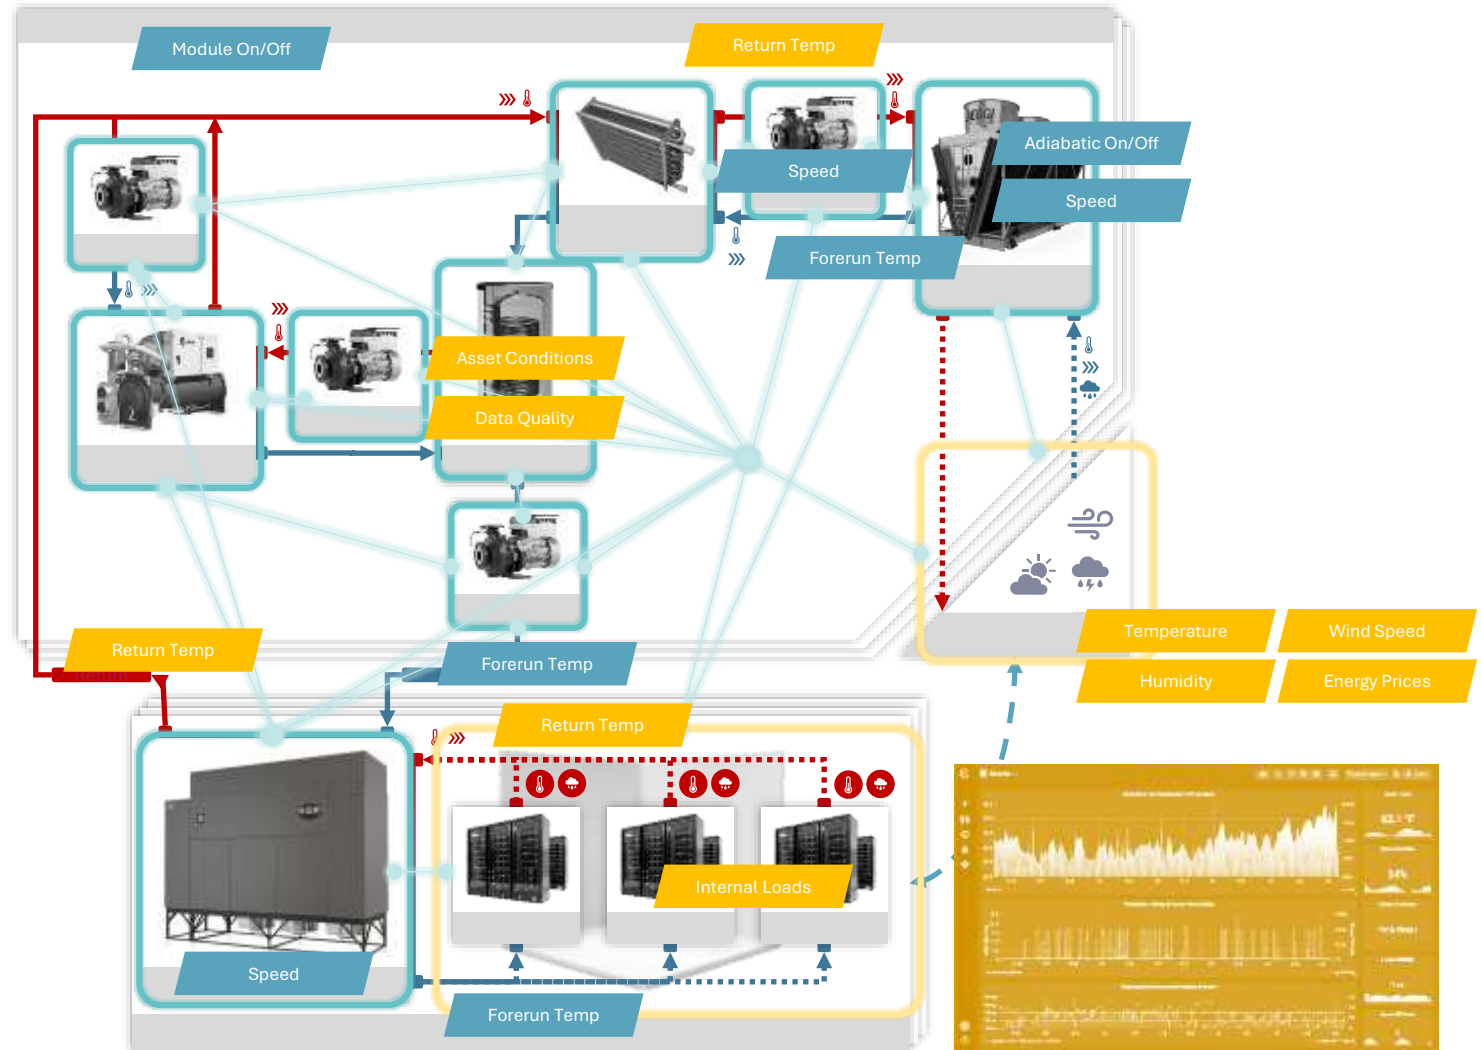 Module On/Off
Return Temp
Adiabatic On/Off
Speed
Speed
Forerun Temp
Asset Conditions
Data Quality
Temperature
Wind Speed
Return Temp
Forerun Temp
Humidity
Energy Prices
Return Temp
Internal Loads
Speed
Forerun Temp